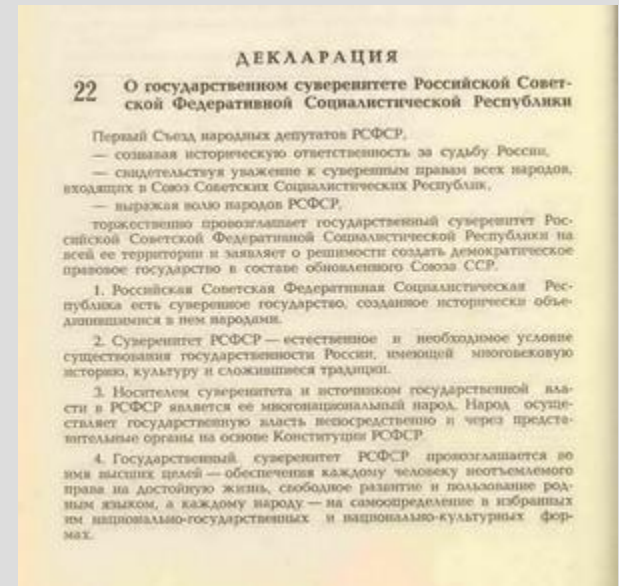 ДЕКЛАРАЦИЯ
22 О государственном суверенитете Российской Совет-
ской Федеративной Социалистической Республики
Первый Съезд народных депутатов РСФСР,
— сознавая историческую ответственность за судьбу России,
— свидетельствуя уважение к суверенным правам всех народов,
входящих в Союз Советских Социалистических Республик,
— выражая волю народов РСФСР,
торжественно провозглашает государственный суверенитет Рос-
сийской Советской Федеративной Социалистической Республики на
всей ее территории и заявляет о решимости создать демократическое
правовое государство в составе обновленного Союза ССР.
1. Российская Советская Федеративная Социалистическая Рес-
публика есть суверенное государство, созданное исторически объе-
динившимися в нем народами.
2. Суверенитет РСФСР — естественное и необходимое условие
существования государственности России, имеющей многовековую
историю, культуру и сложившиеся традиции.
3. Носителем суверенитета и источником государственной вла-
сти в РСФСР является ее многонациональный народ. Народ осуще-
ствляет государственную власть непосредственно и через предста-
вительные органы на основе Конституции РСФСР.
4. Государственный суверенитет РСФСР провозглашается во
имя высших целей — обеспечения каждому человеку неотъемлемого
права на достойную жизнь, свободное развитие и пользование род-
ным языком, а каждому народу — на самоопределение в избранных
им национально-государственных и национально-культурных фор-
мах.